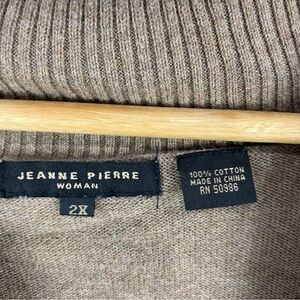 JEANNE PIERRE
WOMAN
2X
100% COTTON
MADE IN CHINA
RN 50986